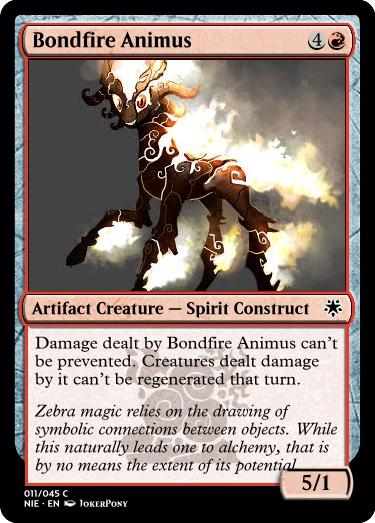 Bondfire Animus 4
Artifact Creature — Spirit Construct
Damage dealt by Bondfire Animus can't
be prevented. Creatures dealt damage
by it can't be regenerated that turn.
Zebra magic relies on the drawing of
symbolic connections between objects. While
this naturally leads one to alchemy, that is
by no means the extent of its potential
5/1
011/045 C
NIE • EN JOKERPONY